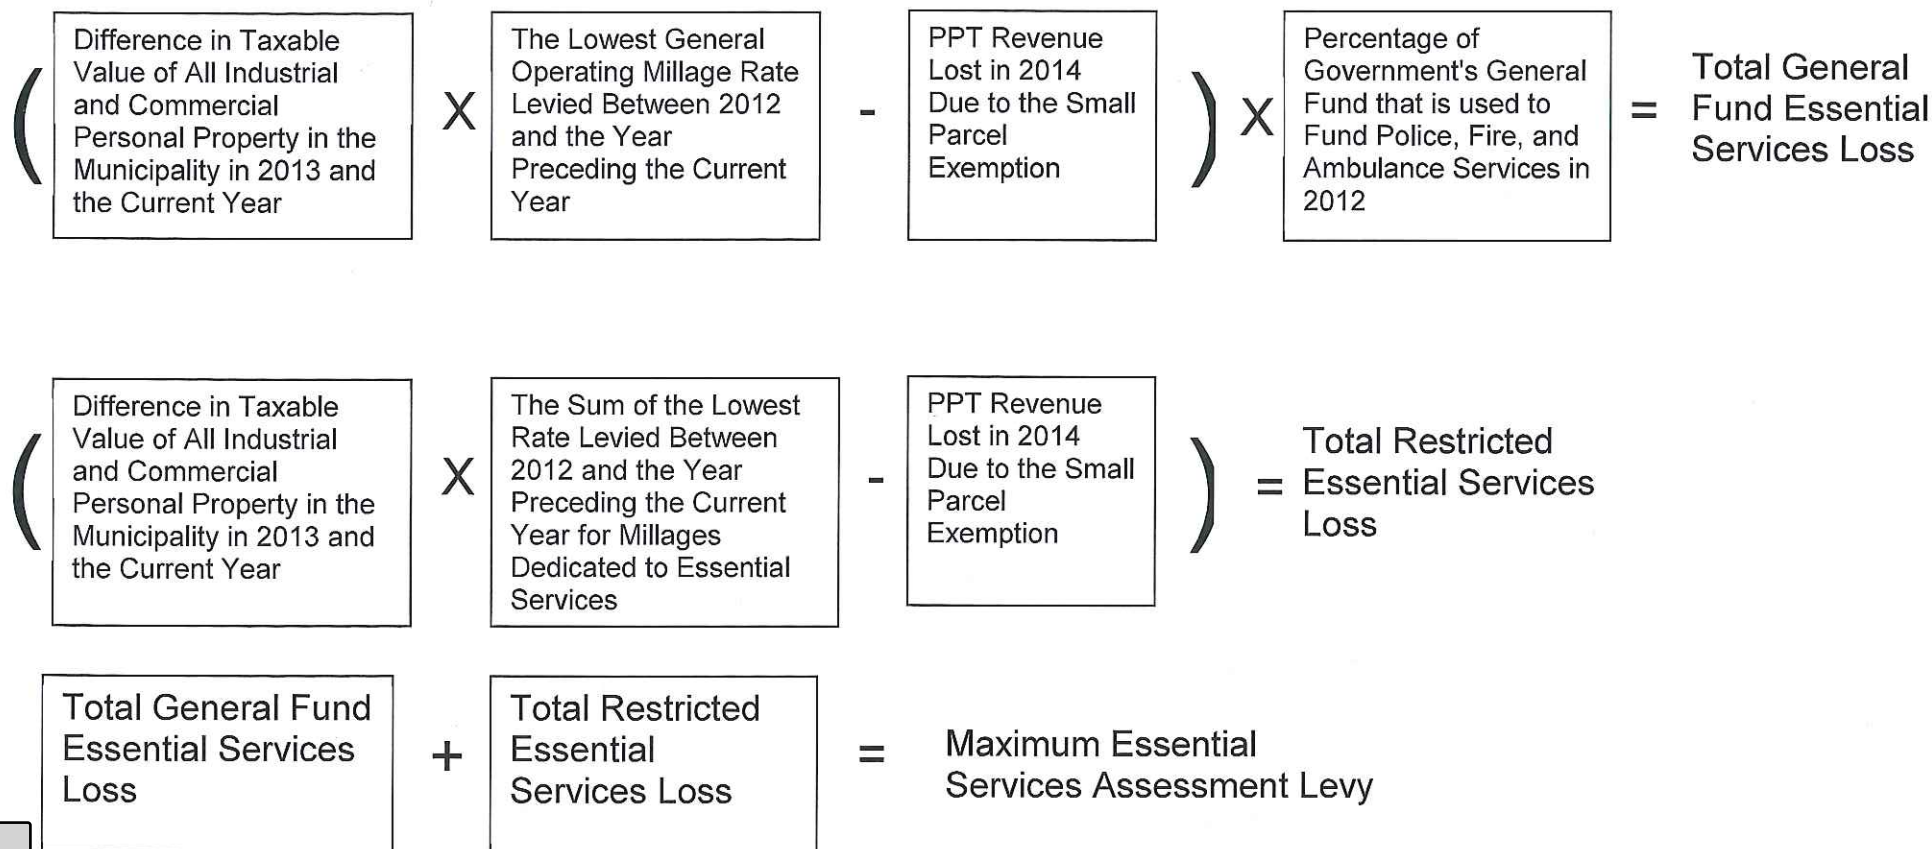 (
Difference in Taxable
Value of All Industrial
and Commercial
Personal Property in the
Municipality in 2013 and
the Current Year
X
The Lowest General
Operating Millage Rate
Levied Between 2012
and the Year
Preceding the Current
Year
-
PPT Revenue
Lost in 2014
Due to the Small
Parcel
Exemption
)
X
Percentage of
Government's General
Fund that is used to
Fund Police, Fire, and
Ambulance Services in
2012
=
Total General
Fund Essential
Services Loss
(
Difference in Taxable
Value of All Industrial
and Commercial
Personal Property in the
Municipality in 2013 and
the Current Year
X
The Sum of the Lowest
Rate Levied Between
2012 and the Year
Preceding the Current
Year for Millages
Dedicated to Essential
Services
-
PPT Revenue
Lost in 2014
Due to the Small
Parcel
Exemption
)
=
Total Restricted
Essential Services
Loss
Total General Fund
Essential Services
Loss
+
Total Restricted
Essential
Services Loss
=
Maximum Essential
Services Assessment Levy